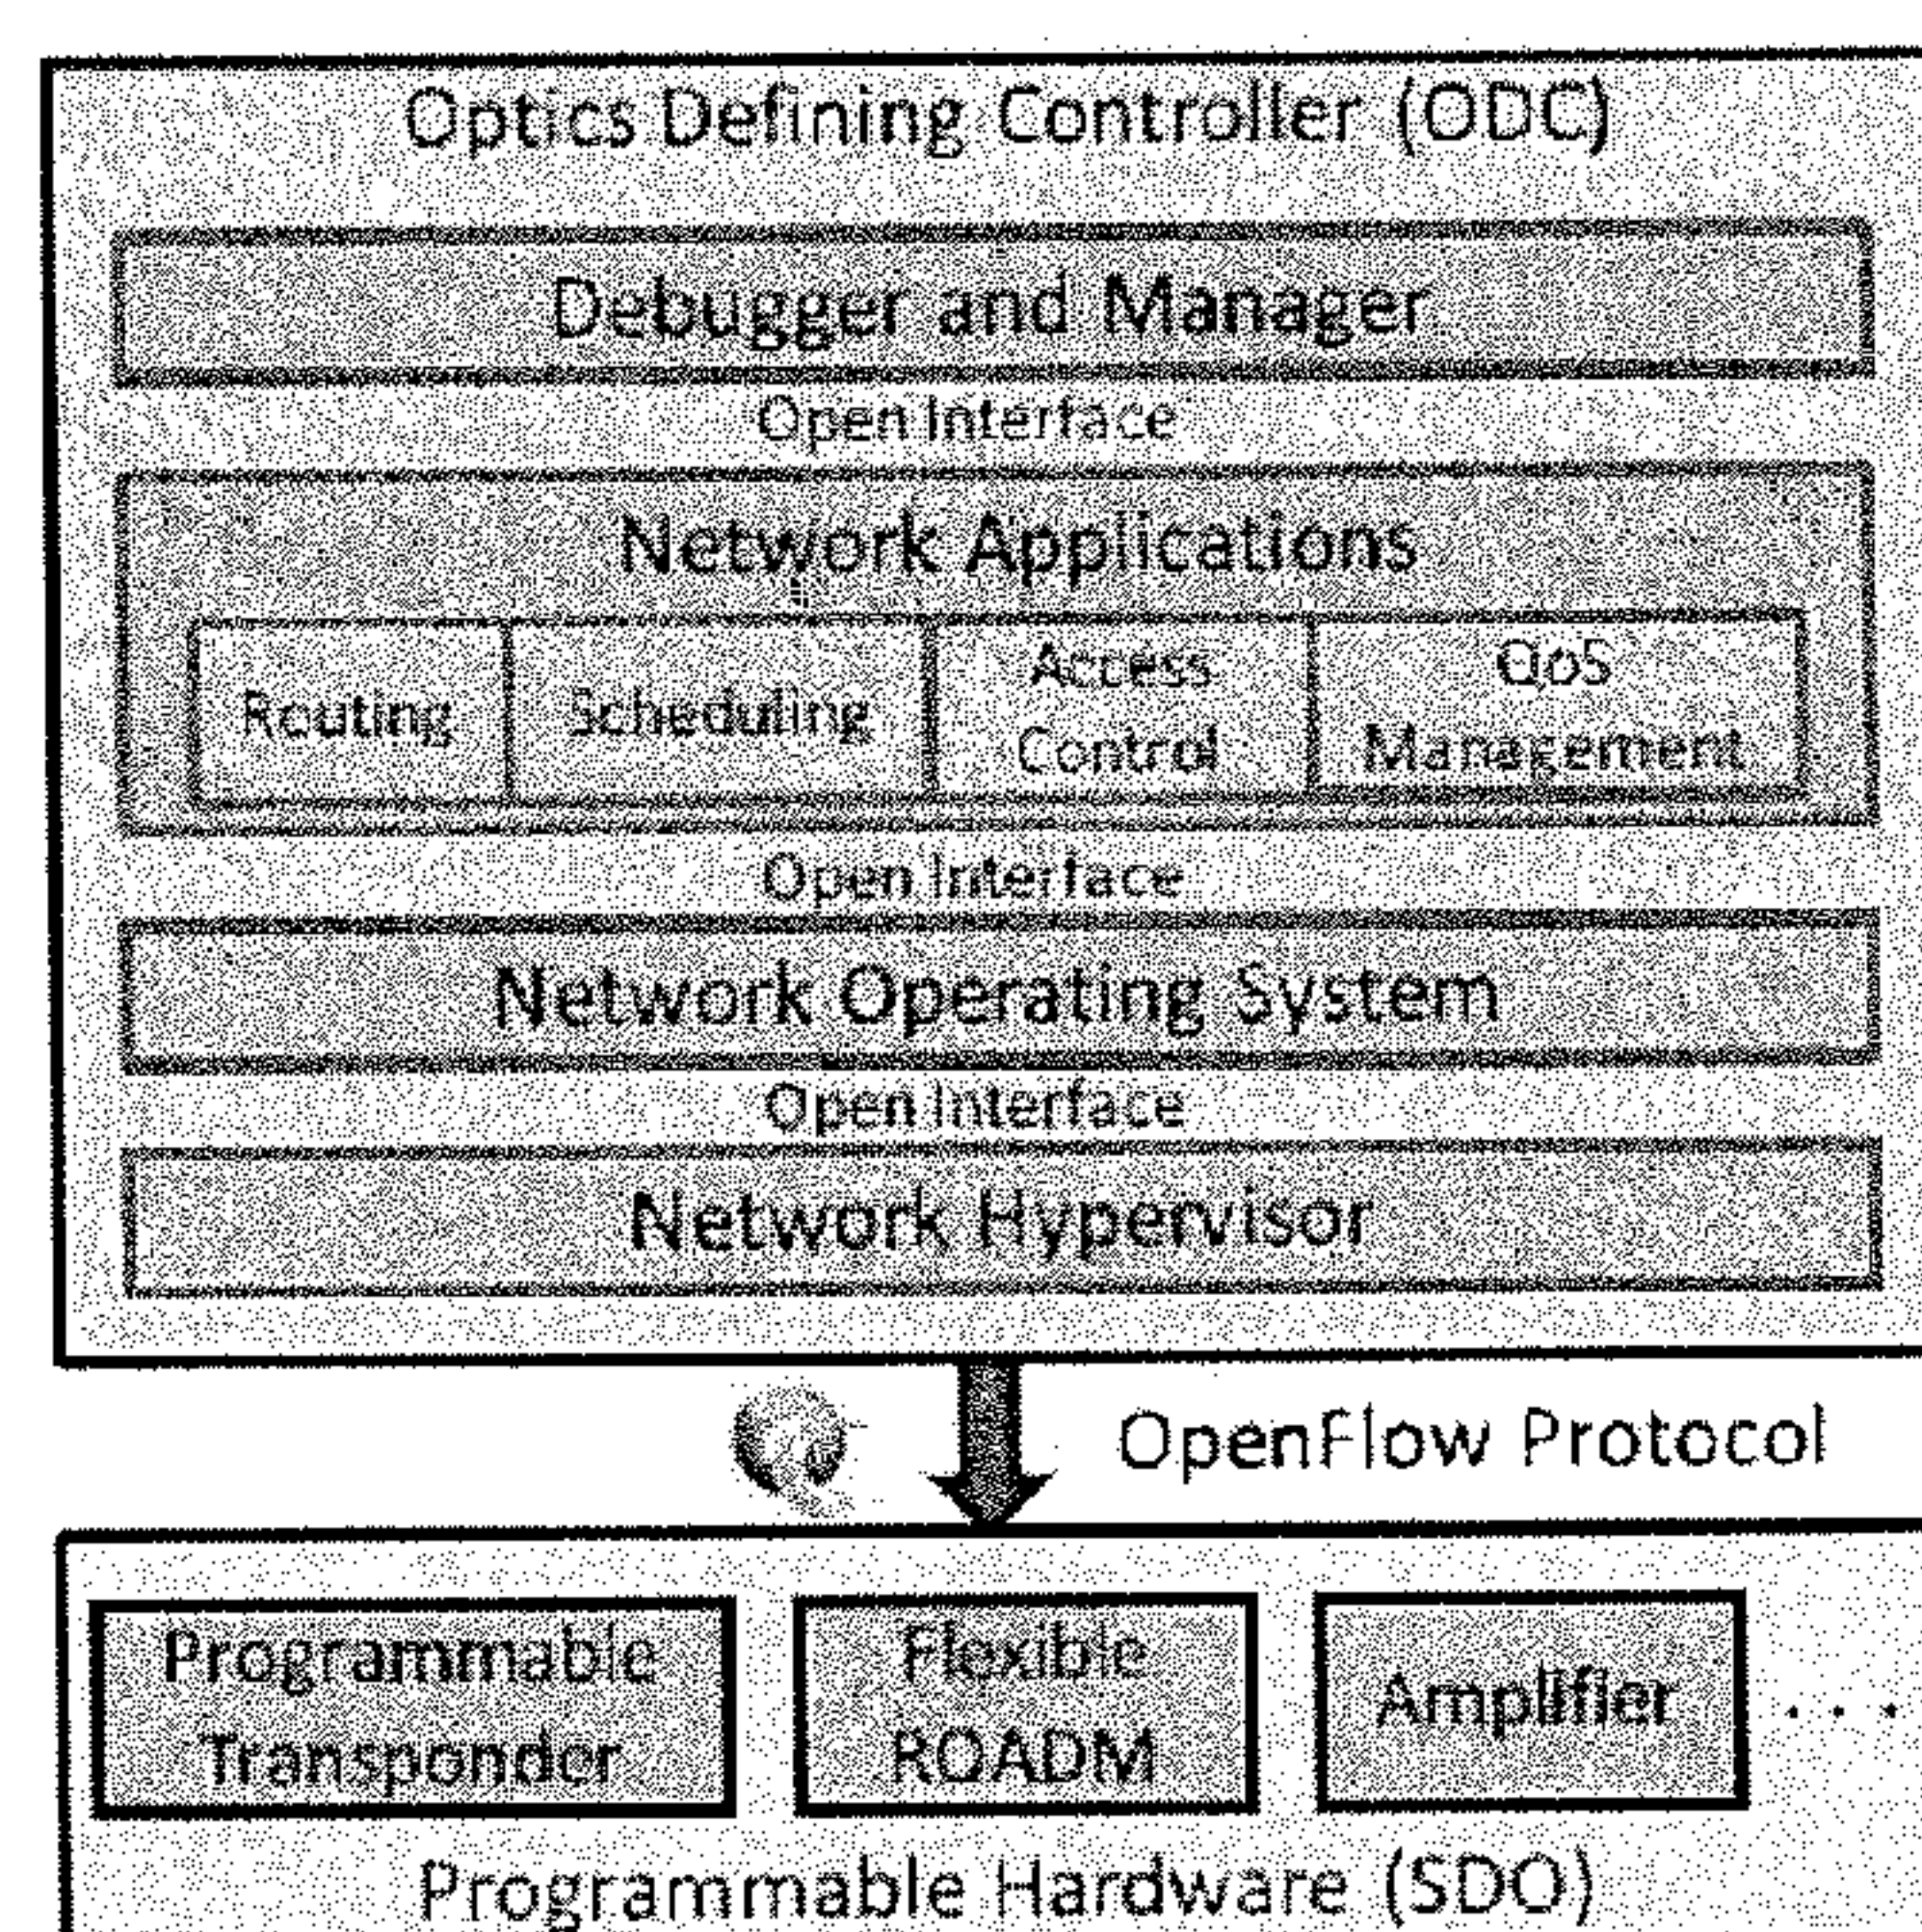 Optics Defining Controller (ODC)
Debugger and Manager
Open Interface
Network Applications
Routing
Scheduling
Access
Control
QoS
Management
Open Interface
Network Operating System
Open Interface
Network Hypervisor
OpenFlow Protocol
Programmable
Transponder
Flexible
ROADM
Amplifier
. . .
Programmable Hardware (SDO)